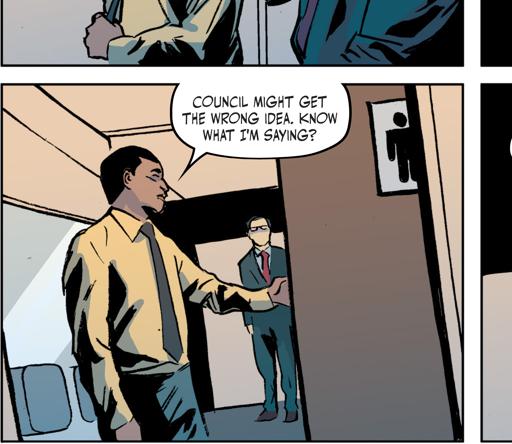 COUNCIL MIGHT GET
THE WRONG IDEA. KNOW
WHAT I'M SAYING?